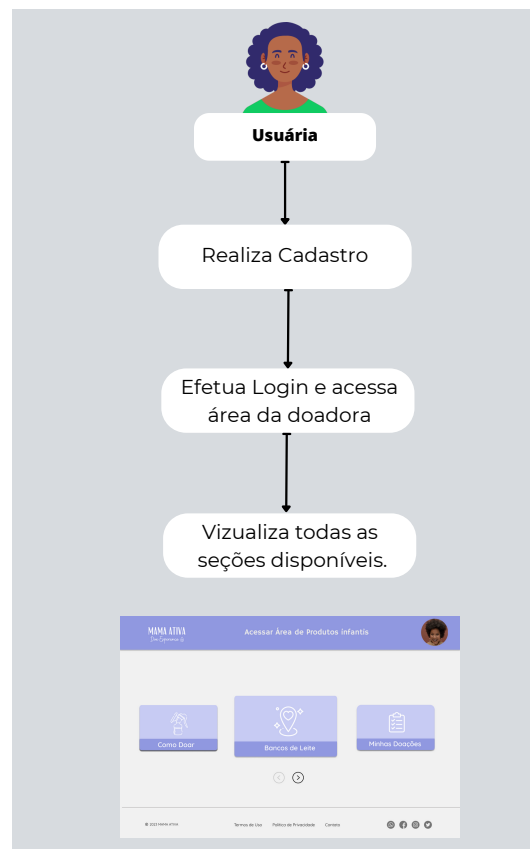 Usuária
Realiza Cadastro
Efetua Login e acessa
área da doadora
Vizualiza todas as
seções disponíveis.
MAMA ATIVA
Acessar Área de Produtos infantis
Como Doar
Bancos de Leite
Minhas Doações
Termos de Uso
Política de Privacidade
Contato